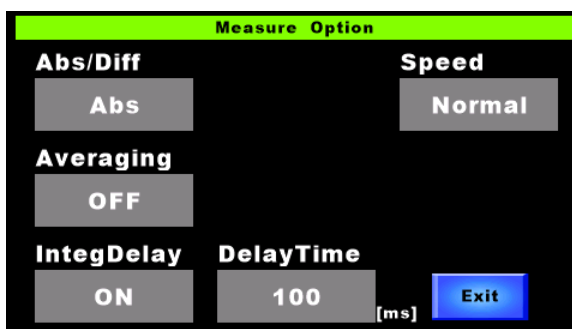 Measure Option
Abs/Diff
Speed
Abs
Normal
Averaging
OFF
IntegDelay
DelayTime
ON
100
[ms]
Exit